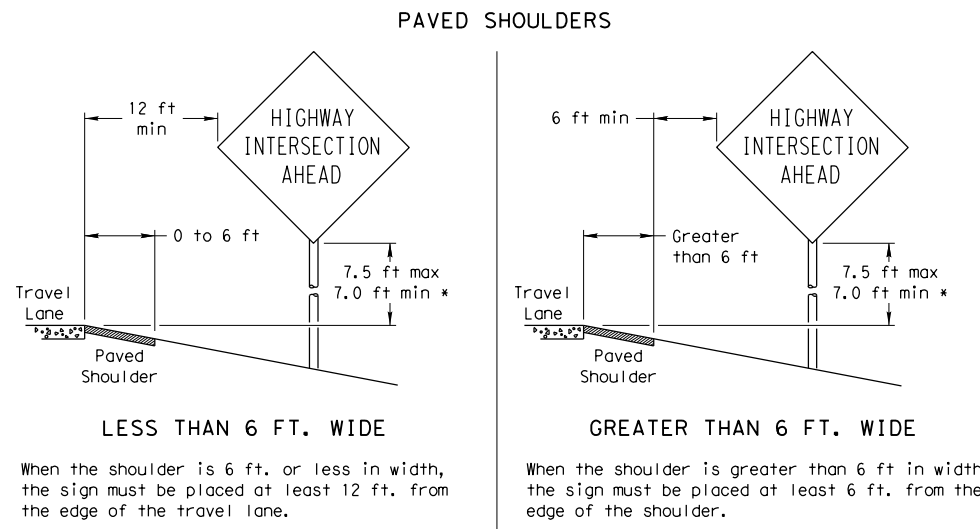 PAVED SHOULDERS
12 ft
min
HIGHWAY
INTERSECTION
AHEAD
0 to 6 ft
7.5 ft max
7.0 ft min *
Travel
Lane
Paved
Shoulder
LESS THAN 6 FT. WIDE
When the shoulder is 6 ft. or less in width,
the sign must be placed at least 12 ft. from
the edge of the travel lane.
6 ft min
HIGHWAY
INTERSECTION
AHEAD
Greater
than 6 ft
7.5 ft max
7.0 ft min *
Travel
Lane
Paved
Shoulder
GREATER THAN 6 FT. WIDE
When the shoulder is greater than 6 ft in width
the sign must be placed at least 6 ft. from the
edge of the shoulder.